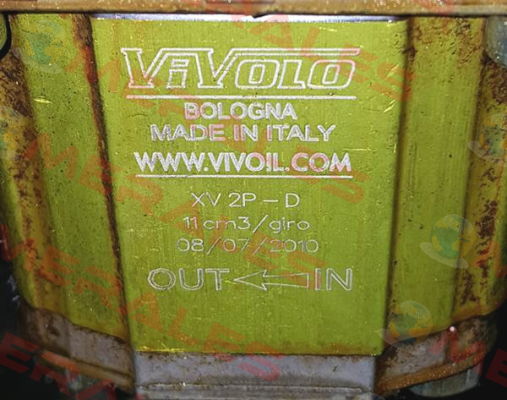 ViVOLO
BOLOGNA
MADE IN ITALY
WWW.VIVOIL.COM
XV 2P - D
11 cm3/giro
08/07/2010
OUT ← IN